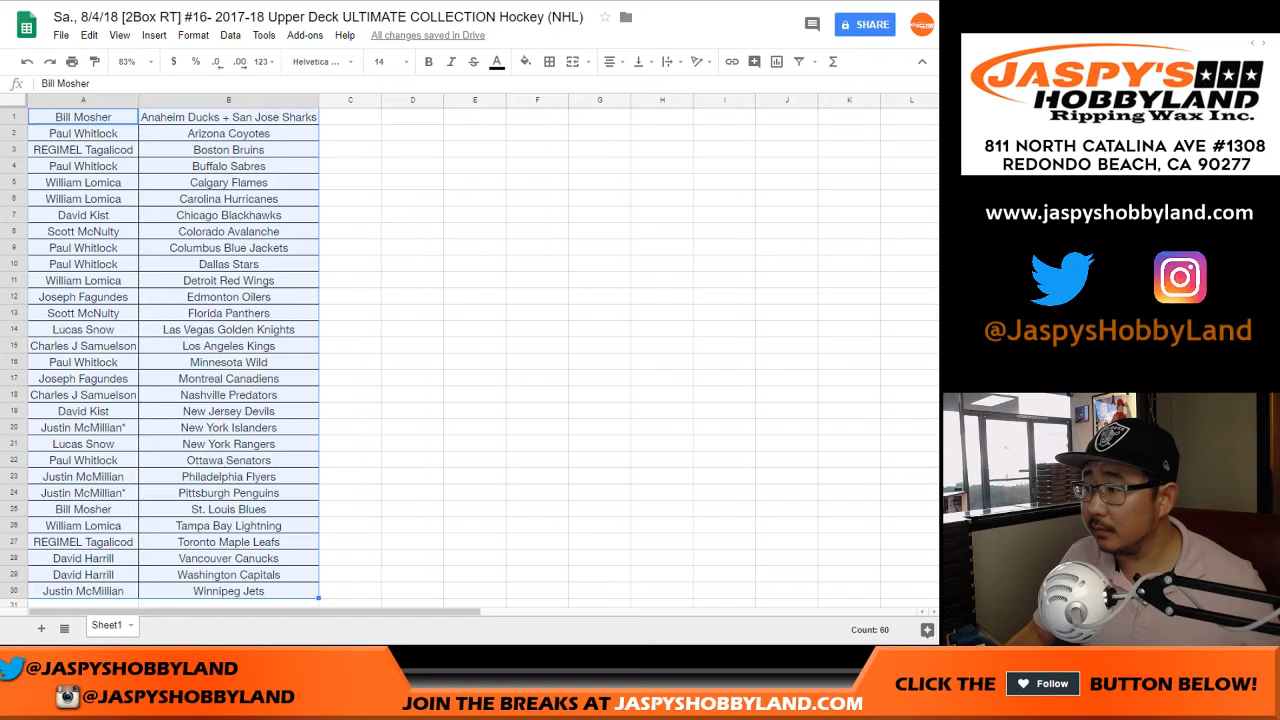 Sa., 8/4/18 [2Box RT] #16- 2017-18 Upper Deck ULTIMATE COLLECTION Hockey (NHL)
File Edit View Insert Format Data Tools Add-ons Help All changes saved in Drive
SHARE
83% $ % .0 .00 123 Helvetica ... 14 B I S A
fx Bill Mosher
A B C D E F G H I J K L
1 Bill Mosher Anaheim Ducks + San Jose Sharks
2 Paul Whitlock Arizona Coyotes
3 REGIMEL Tagalicod Boston Bruins
4 Paul Whitlock Buffalo Sabres
5 William Lomica Calgary Flames
6 William Lomica Carolina Hurricanes
7 David Kist Chicago Blackhawks
8 Scott McNulty Colorado Avalanche
9 Paul Whitlock Columbus Blue Jackets
10 Paul Whitlock Dallas Stars
11 William Lomica Detroit Red Wings
12 Joseph Fagundes Edmonton Oilers
13 Scott McNulty Florida Panthers
14 Lucas Snow Las Vegas Golden Knights
15 Charles J Samuelson Los Angeles Kings
16 Paul Whitlock Minnesota Wild
17 Joseph Fagundes Montreal Canadiens
18 Charles J Samuelson Nashville Predators
19 David Kist New Jersey Devils
20 Justin McMillian* New York Islanders
21 Lucas Snow New York Rangers
22 Paul Whitlock Ottawa Senators
23 Justin McMillian Philadelphia Flyers
24 Justin McMillian* Pittsburgh Penguins
25 Bill Mosher St. Louis Blues
26 William Lomica Tampa Bay Lightning
27 REGIMEL Tagalicod Toronto Maple Leafs
28 David Harrill Vancouver Canucks
29 David Harrill Washington Capitals
30 Justin McMillian Winnipeg Jets
31
Sheet1
Count: 60
JASPY'S
HOBBYLAND
Ripping Wax Inc.
811 NORTH CATALINA AVE #1308
REDONDO BEACH, CA 90277
www.jaspyshobbyland.com
@JaspysHobbyLand
@JASPYSHOBBYLAND
@JASPYSHOBBYLAND
JOIN THE BREAKS AT JASPYSHOBBYLAND.COM
CLICK THE Follow BUTTON BELOW!